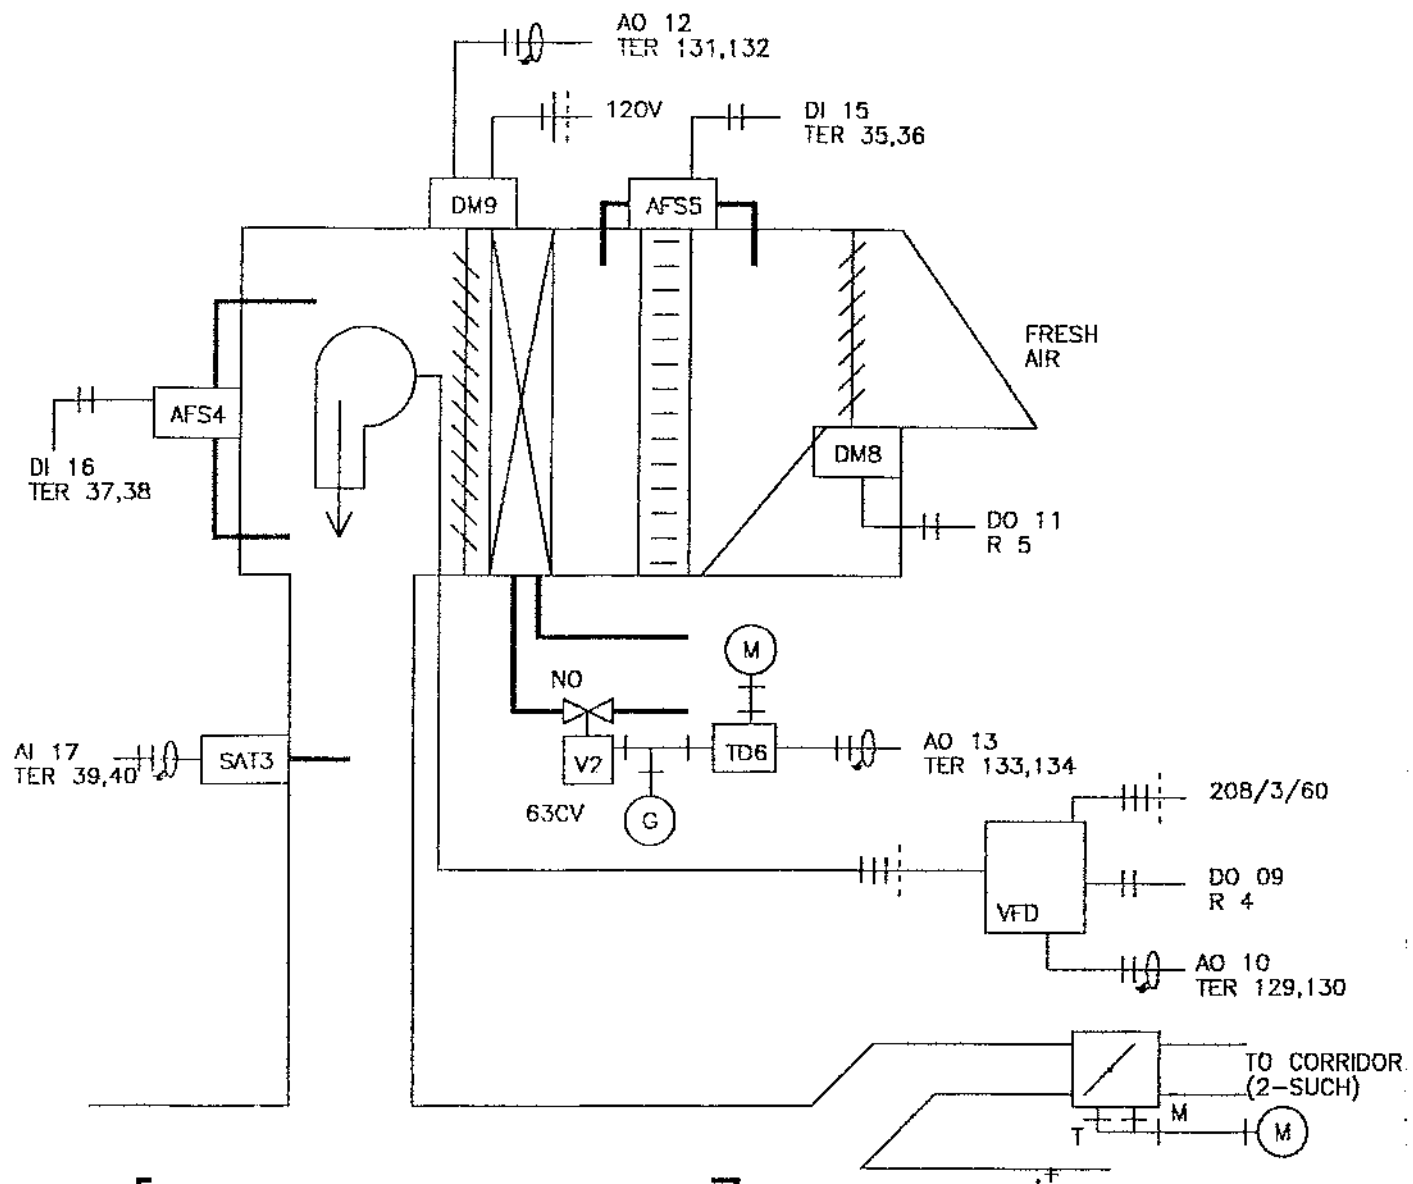 AO 12
TER 131,132
120V
DI 15
TER 35,36
DM9
AFS5
FRESH
AIR
AFS4
DI 16
TER 37,38
DM8
DO 11
R 5
M
NO
AI 17
TER 39,40
SAT3
V2
TD6
AO 13
TER 133,134
63CV
G
208/3/60
VFD
DO 09
R 4
AO 10
TER 129,130
TO CORRIDOR
(2-SUCH)
M
T
M